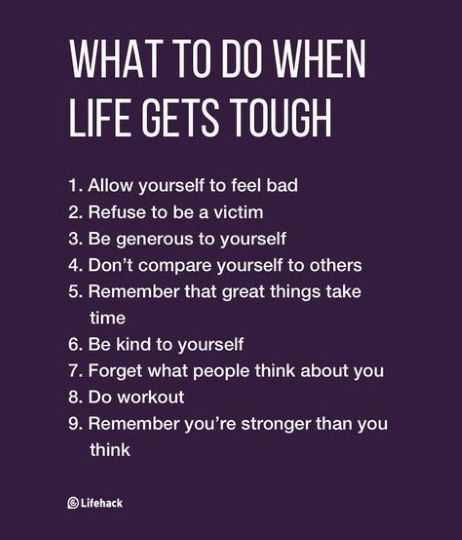 WHAT TO DO WHEN
LIFE GETS TOUGH
1. Allow yourself to feel bad
2. Refuse to be a victim
3. Be generous to yourself
4. Don’t compare yourself to others
5. Remember that great things take
time
6. Be kind to yourself
7. Forget what people think about you
8. Do workout
9. Remember you’re stronger than you
think
Lifehack